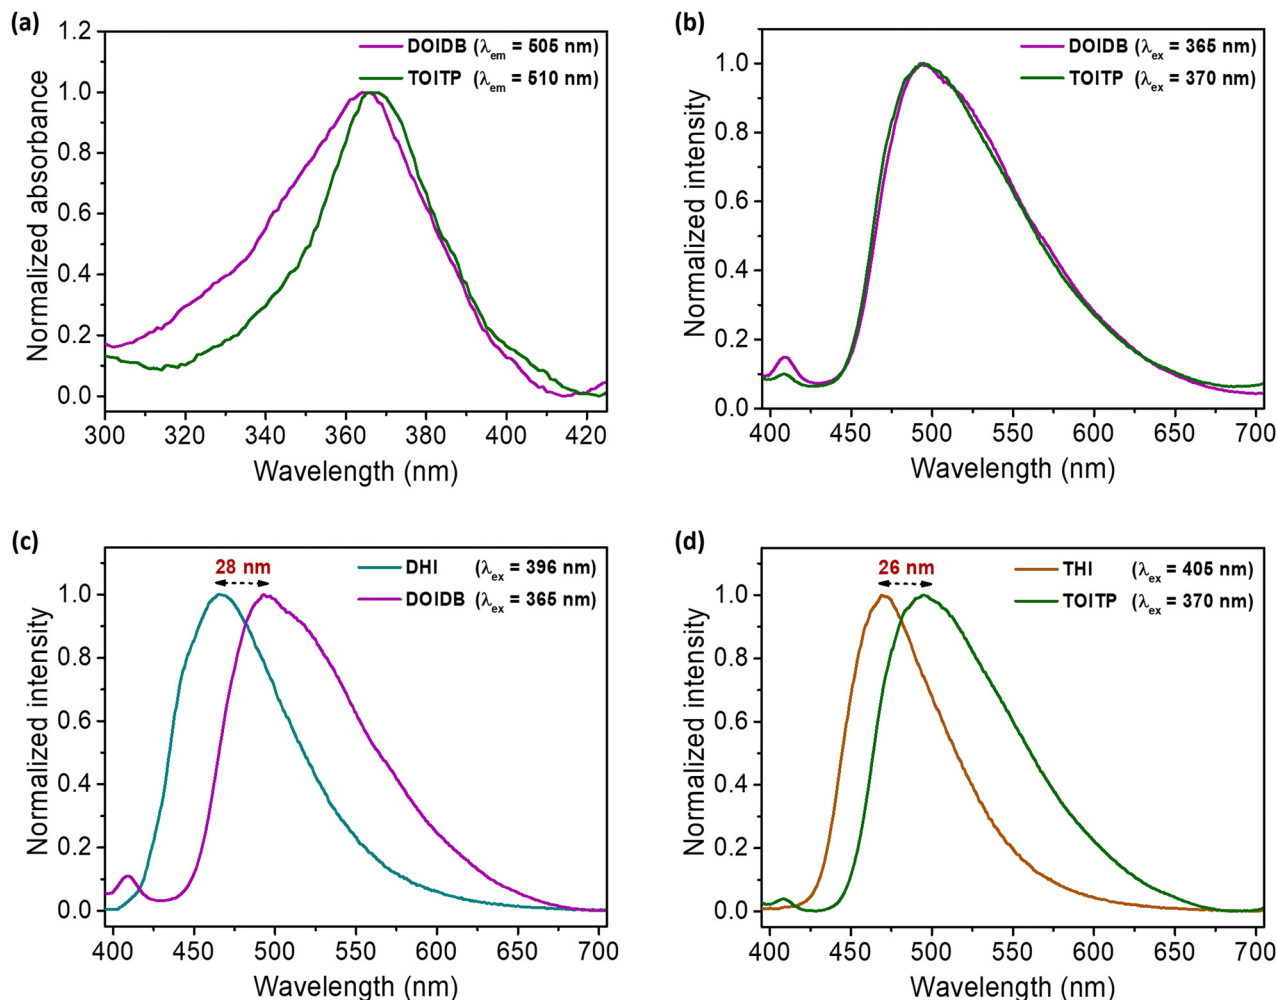 (a)
DOIDB (λem = 505 nm)
TOITP (λem = 510 nm)
Normalized absorbance
1.2
1.0
0.8
0.6
0.4
0.2
0.0
300 320 340 360 380 400 420
Wavelength (nm)
(b)
DOIDB (λex = 365 nm)
TOITP (λex = 370 nm)
Normalized intensity
1.0
0.8
0.6
0.4
0.2
0.0
400 450 500 550 600 650 700
Wavelength (nm)
(c)
28 nm
DHI (λex = 396 nm)
DOIDB (λex = 365 nm)
Normalized intensity
1.0
0.8
0.6
0.4
0.2
0.0
400 450 500 550 600 650 700
Wavelength (nm)
(d)
26 nm
THI (λex = 405 nm)
TOITP (λex = 370 nm)
Normalized intensity
1.0
0.8
0.6
0.4
0.2
0.0
400 450 500 550 600 650 700
Wavelength (nm)